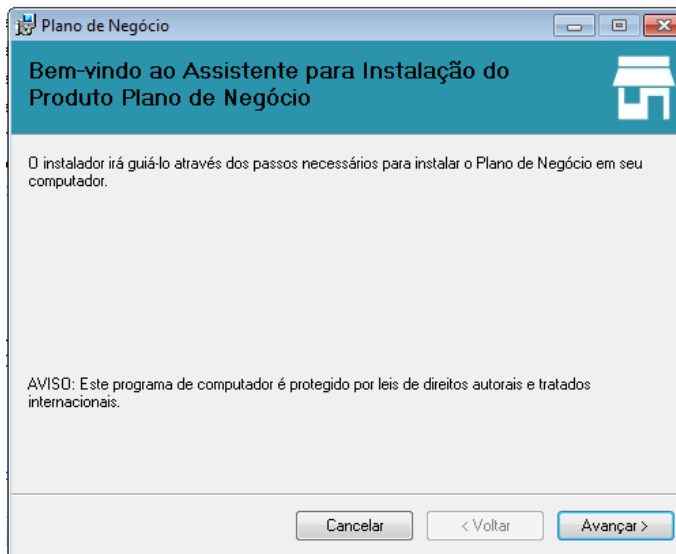 Plano de Negócio
Bem-vindo ao Assistente para Instalação do
Produto Plano de Negócio
O instalador irá guiá-lo através dos passos necessários para instalar o Plano de Negócio em seu
computador.
AVISO: Este programa de computador é protegido por leis de direitos autorais e tratados
internacionais.
Cancelar
< Voltar
Avançar >